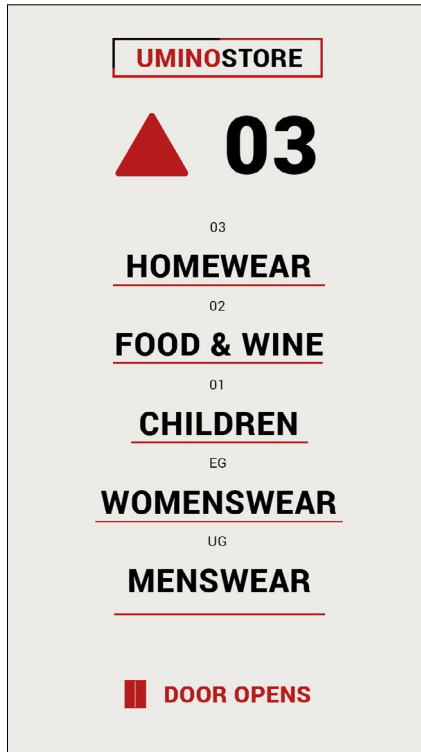 UMINOSTORE
03
03
HOMEWEAR
02
FOOD & WINE
01
CHILDREN
EG
WOMENSWEAR
UG
MENSWEAR
DOOR OPENS